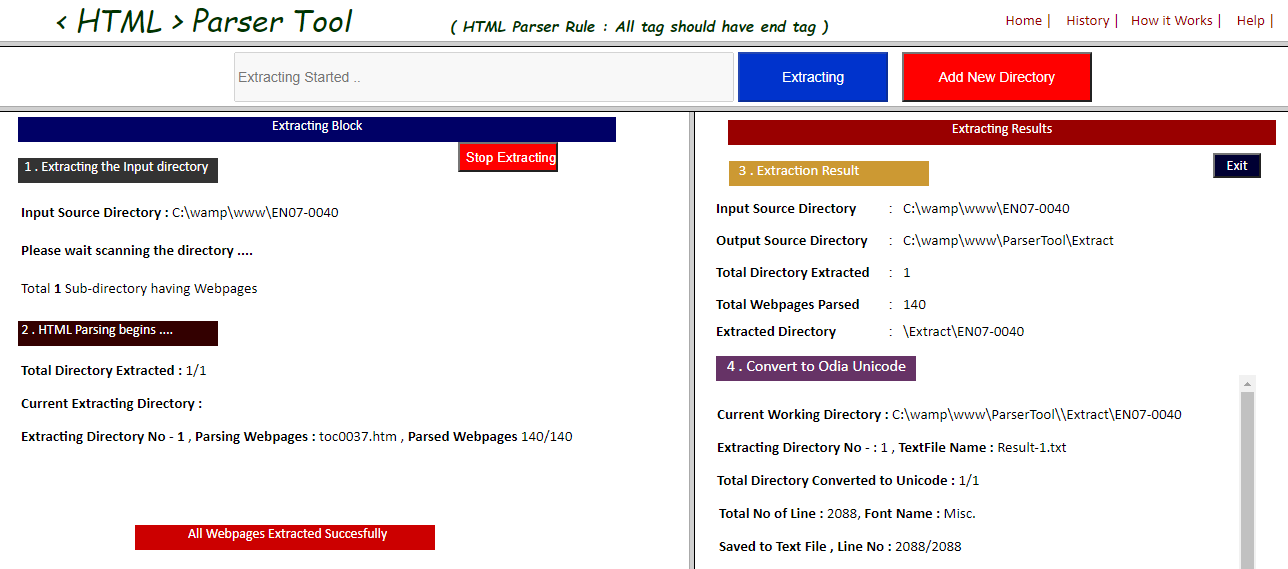 < HTML > Parser Tool
( HTML Parser Rule : All tag should have end tag )
Home | History | How it Works | Help |
Extracting Started ..
Extracting
Add New Directory
Extracting Block
Stop Extracting
1 . Extracting the Input directory
Input Source Directory : C:\wamp\www\EN07-0040
Please wait scanning the directory ....
Total 1 Sub-directory having Webpages
2 . HTML Parsing begins ....
Total Directory Extracted : 1/1
Current Extracting Directory :
Extracting Directory No - 1 , Parsing Webpages : toc0037.htm , Parsed Webpages 140/140
All Webpages Extracted Succesfully
Extracting Results
3 . Extraction Result
Exit
Input Source Directory : C:\wamp\www\EN07-0040
Output Source Directory : C:\wamp\www\ParserTool\Extract
Total Directory Extracted : 1
Total Webpages Parsed : 140
Extracted Directory : \Extract\EN07-0040
4 . Convert to Odia Unicode
Current Working Directory : C:\wamp\www\ParserTool\\Extract\EN07-0040
Extracting Directory No - : 1 , TextFile Name : Result-1.txt
Total Directory Converted to Unicode : 1/1
Total No of Line : 2088, Font Name : Misc.
Saved to Text File , Line No : 2088/2088